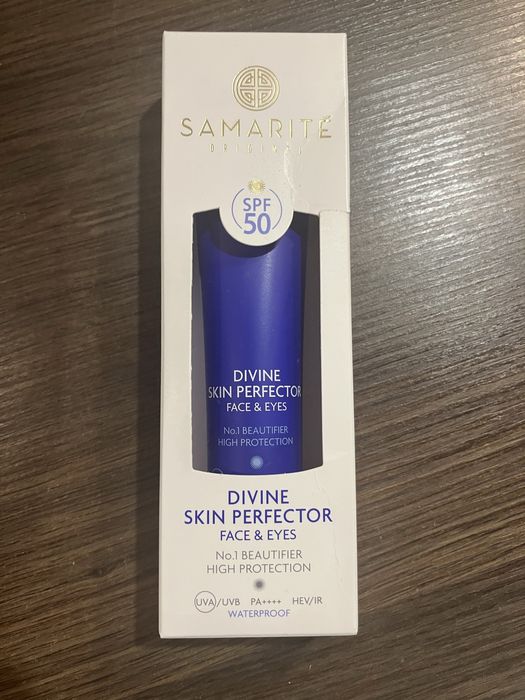 SAMARITÉ
ORIGINAL
SPF
50
DIVINE
SKIN PERFECTOR
FACE & EYES
No.1 BEAUTIFIER
HIGH PROTECTION
DIVINE
SKIN PERFECTOR
FACE & EYES
No.1 BEAUTIFIER
HIGH PROTECTION
UVA/UVB PA++++ HEV/IR
WATERPROOF